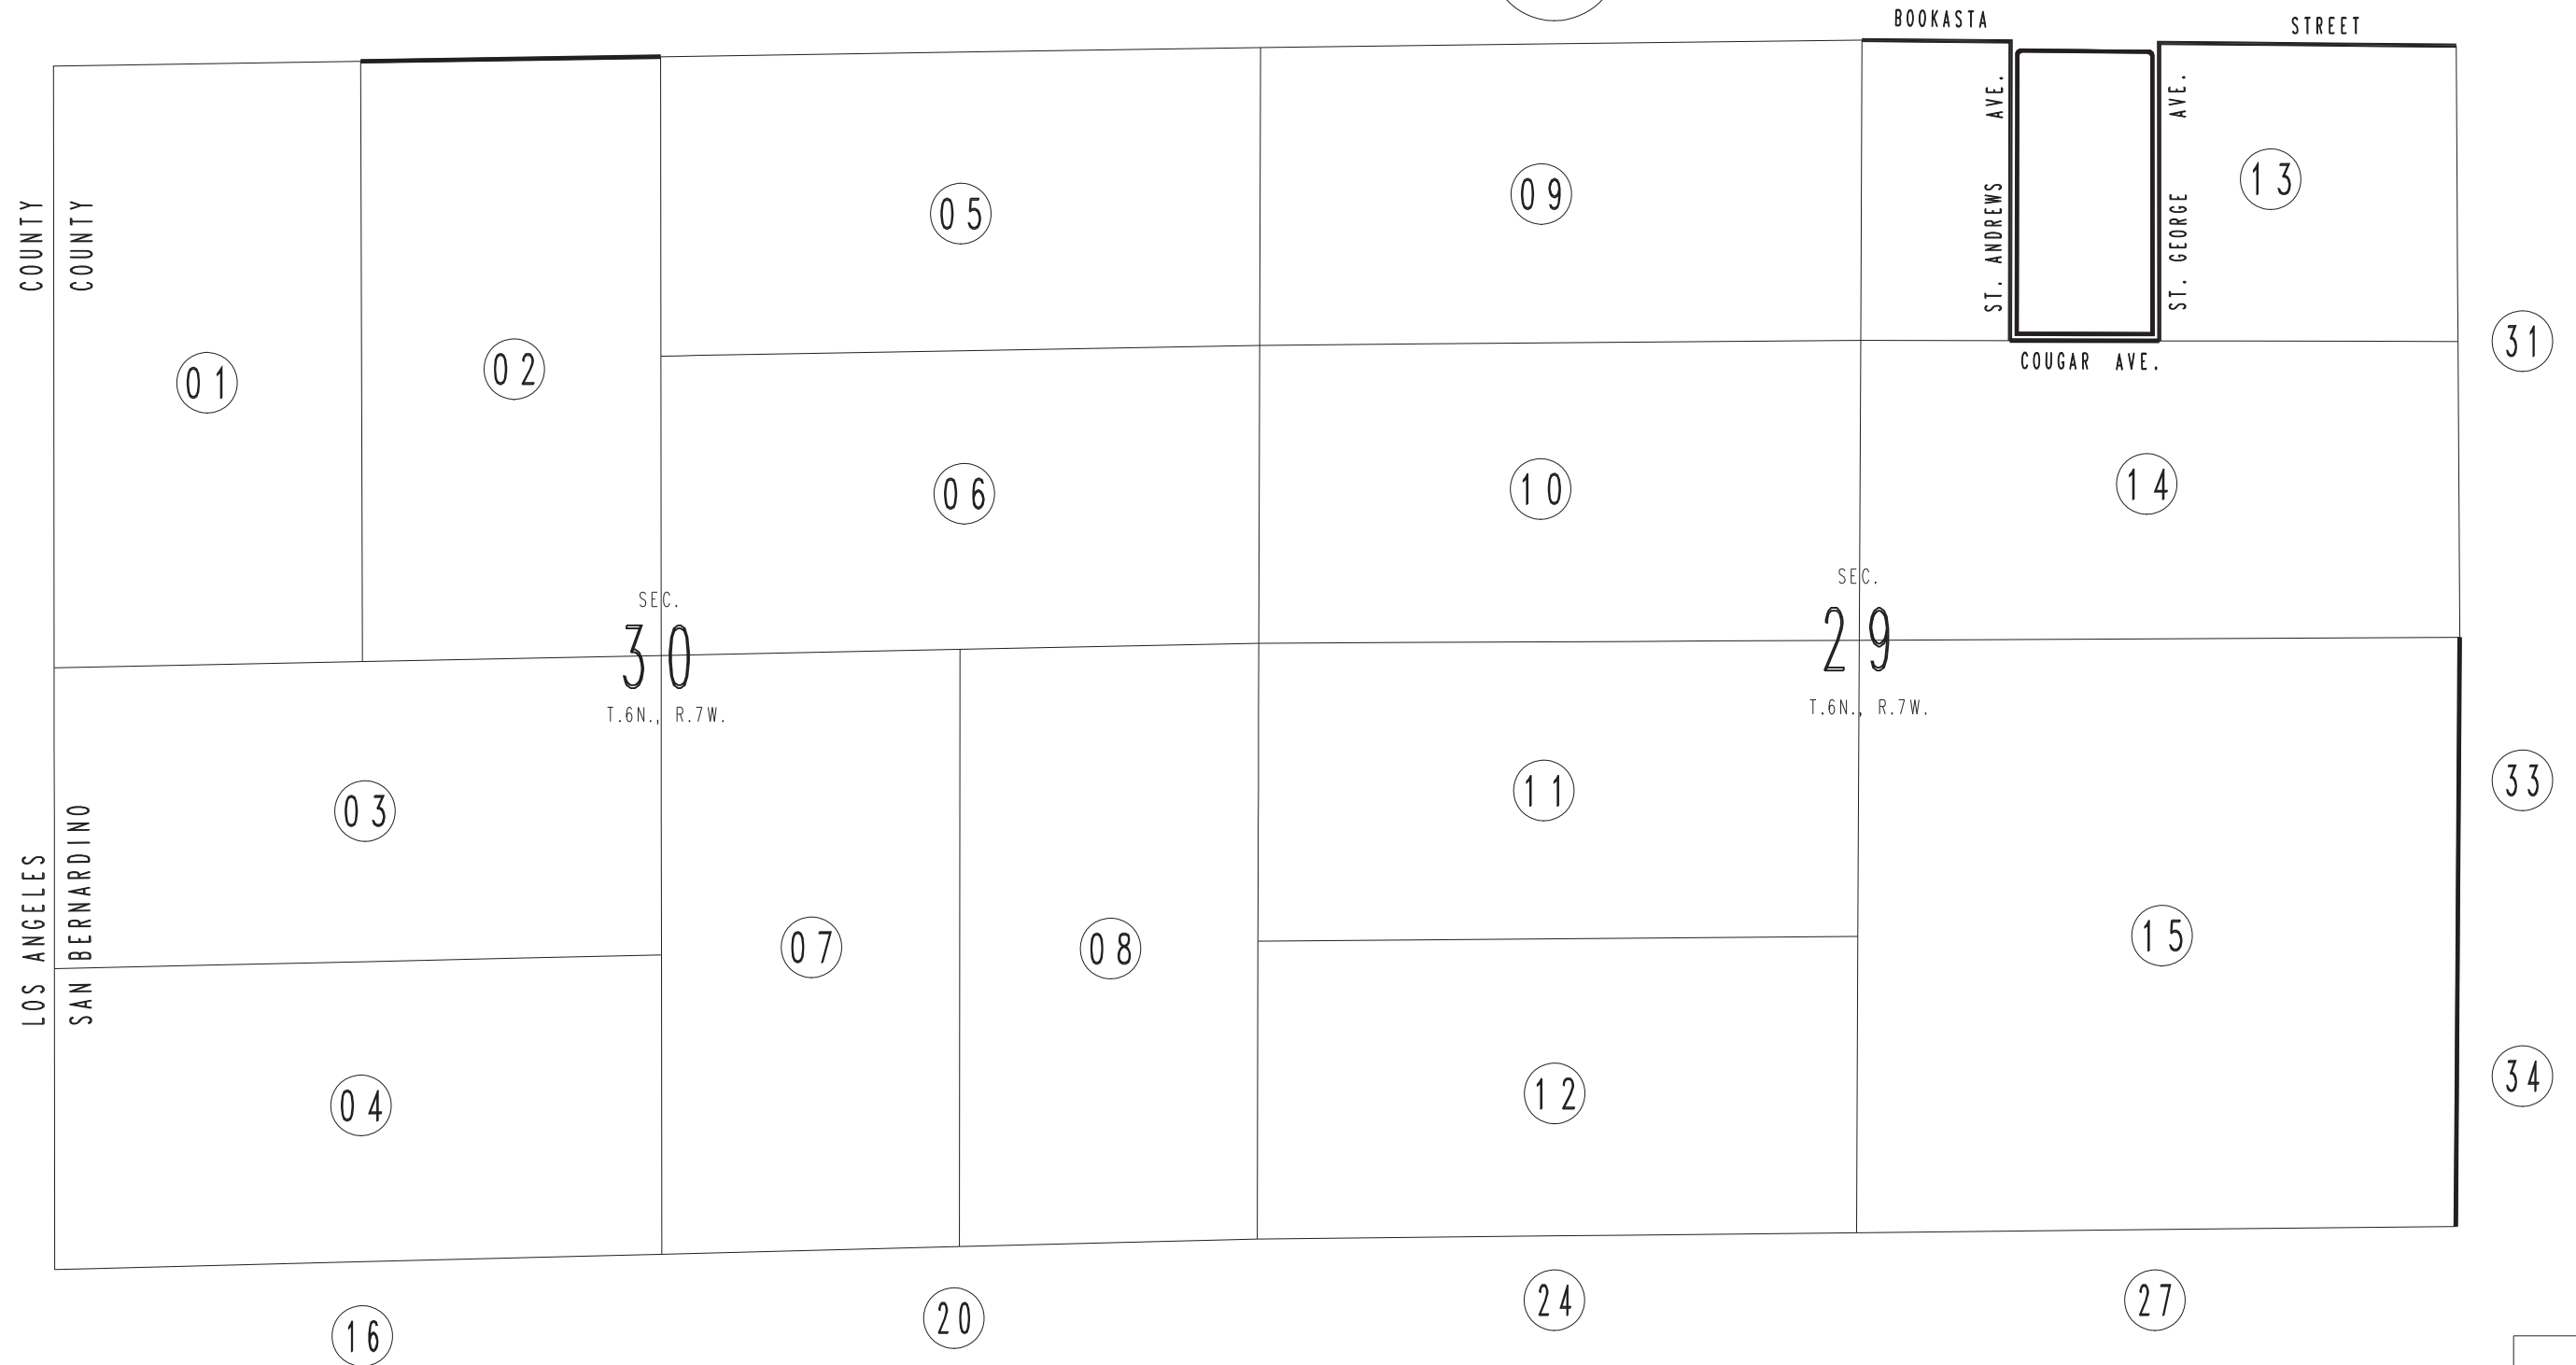 BOOKASTA STREET
ST. ANDREWS AVE.
ST. GEORGE AVE.
COUGAR AVE.
LOS ANGELES COUNTY
SAN BERNARDINO COUNTY
01
02
05
09
13
31
06
10
14
SEC.
30
T.6N., R.7W.
SEC.
29
T.6N., R.7W.
03
07
08
11
15
33
04
12
34
16
20
24
27